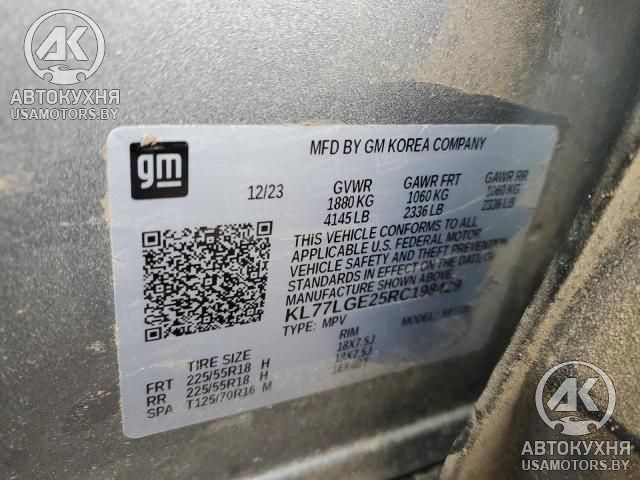 АК
АВТОКУХНЯ
USAMOTORS.BY
gm
MFD BY GM KOREA COMPANY
12/23 GVWR GAWR FRT GAWR RR
1880 KG 1060 KG 1060 KG
4145 LB 2336 LB 2336 LB
THIS VEHICLE CONFORMS TO ALL
APPLICABLE U.S. FEDERAL MOTOR
VEHICLE SAFETY AND THEFT PREVENTION
STANDARDS IN EFFECT ON THE DATE OF
MANUFACTURE SHOWN ABOVE.
KL77LGE25RC198429
TYPE: MPV MODEL:
TIRE SIZE RIM
FRT 225/55R18 H 18X7.5J
RR 225/55R18 H 18X7.5J
SPA T125/70R16 M
АК
АВТОКУХНЯ
USAMOTORS.BY